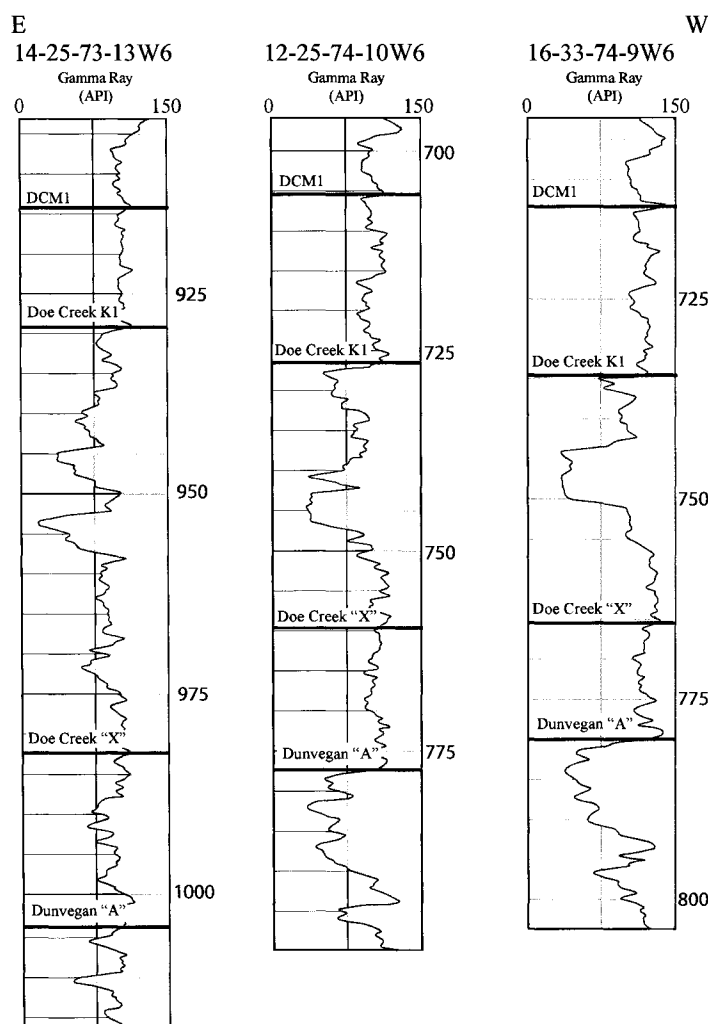 E
W
14-25-73-13W6
12-25-74-10W6
16-33-74-9W6
Gamma Ray
(API)
0 150
Gamma Ray
(API)
0 150
Gamma Ray
(API)
0 150
DCM1
925
Doe Creek K1
950
975
Doe Creek "X"
1000
Dunvegan "A"
700
DCM1
725
Doe Creek K1
750
Doe Creek "X"
775
Dunvegan "A"
DCM1
725
Doe Creek K1
750
Doe Creek "X"
775
Dunvegan "A"
800